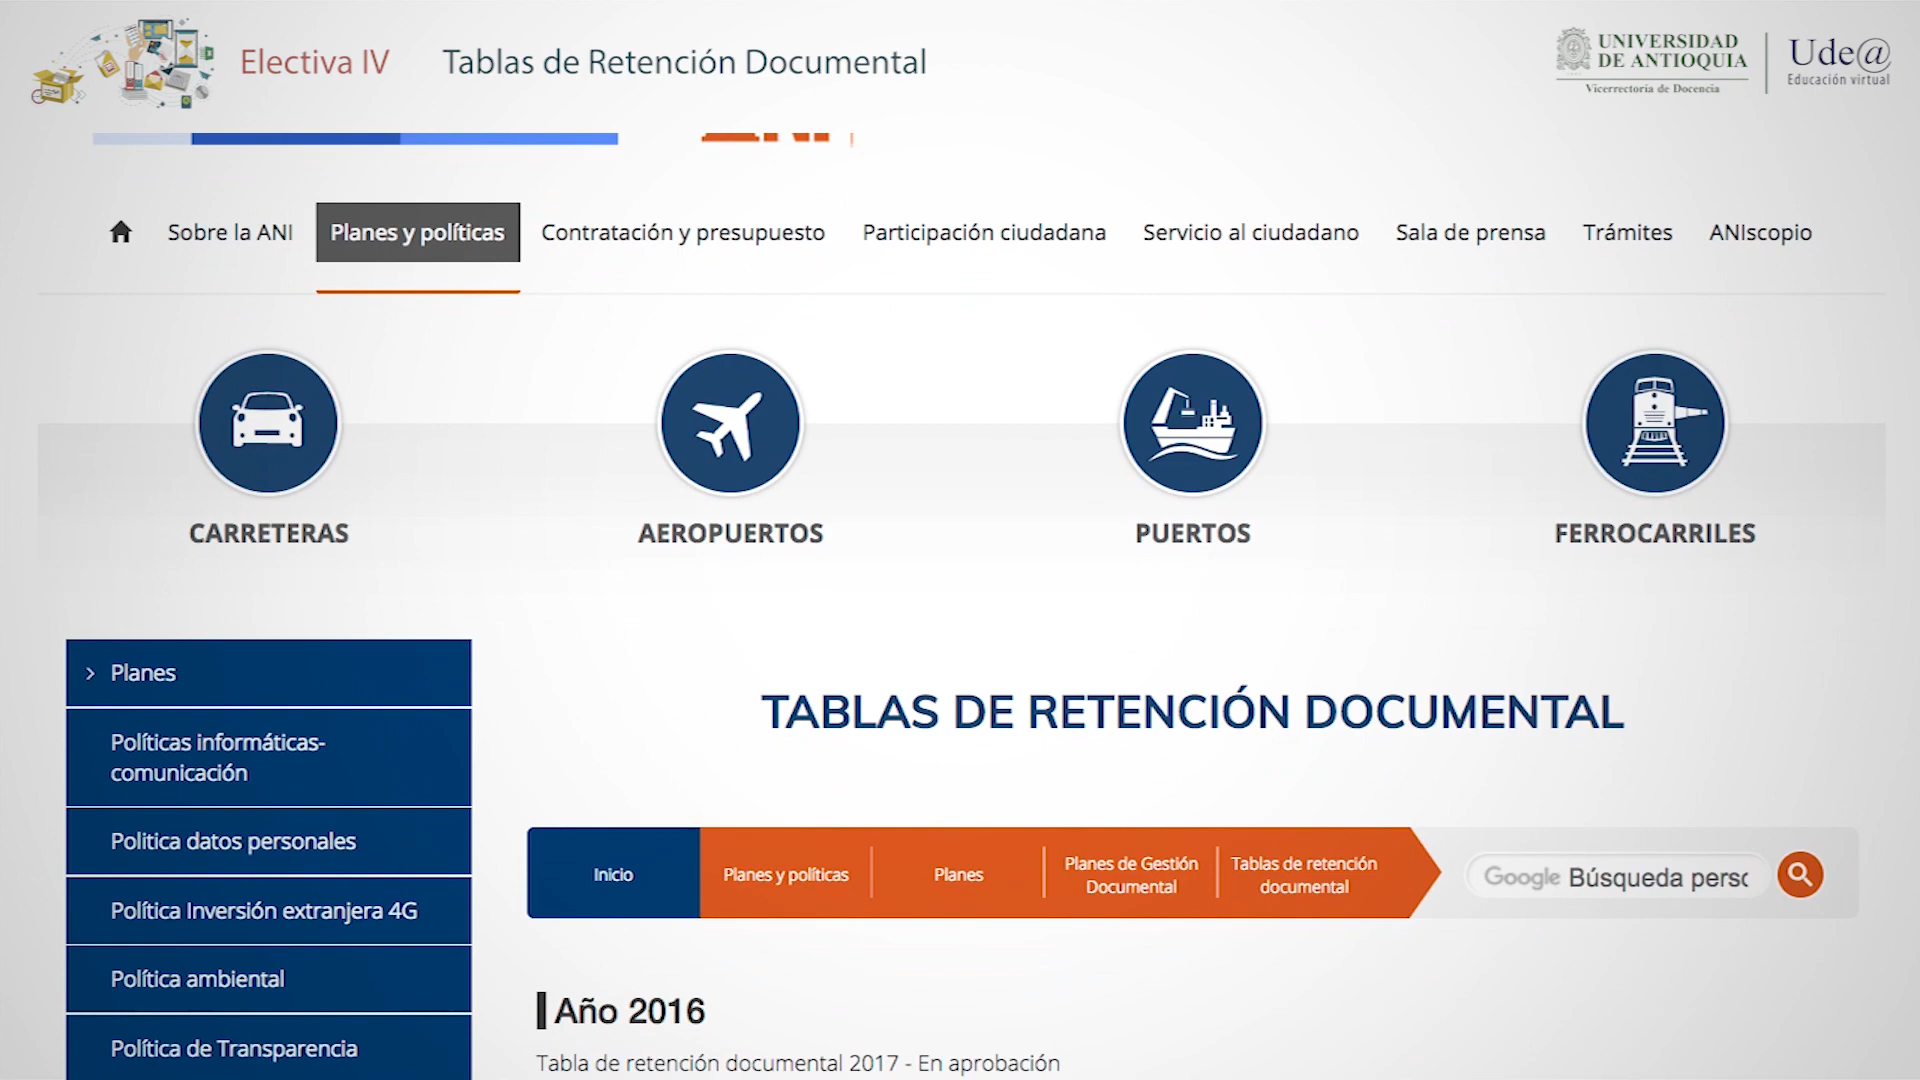 Electiva IV
Tablas de Retención Documental
UNIVERSIDAD
DE ANTIOQUIA
Vicerrectoría de Docencia
Ude@
Educación virtual
Sobre la ANI
Planes y políticas
Contratación y presupuesto
Participación ciudadana
Servicio al ciudadano
Sala de prensa
Trámites
ANIscopio
CARRETERAS
AEROPUERTOS
PUERTOS
FERROCARRILES
Planes
Políticas informáticas-
comunicación
Politica datos personales
Política Inversión extranjera 4G
Política ambiental
Política de Transparencia
TABLAS DE RETENCIÓN DOCUMENTAL
Inicio
Planes y políticas
Planes
Planes de Gestión
Documental
Tablas de retención
documental
Google Búsqueda perso
Año 2016
Tabla de retención documental 2017 - En aprobación